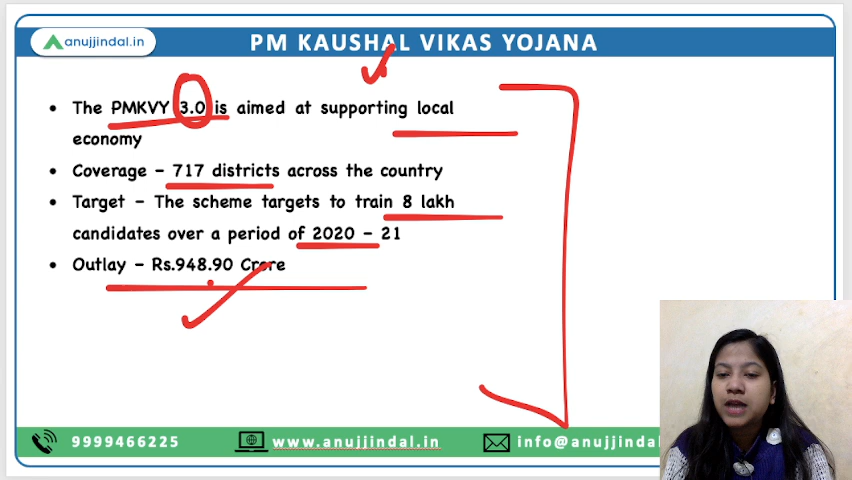 anujjindal.in
PM KAUSHAL VIKAS YOJANA
• The PMKVY 3.0 is aimed at supporting local
economy
• Coverage – 717 districts across the country
• Target – The scheme targets to train 8 lakh
candidates over a period of 2020 – 21
• Outlay – Rs.948.90 Crore
9999466225
www.anujjindal.in
info@anujjindal